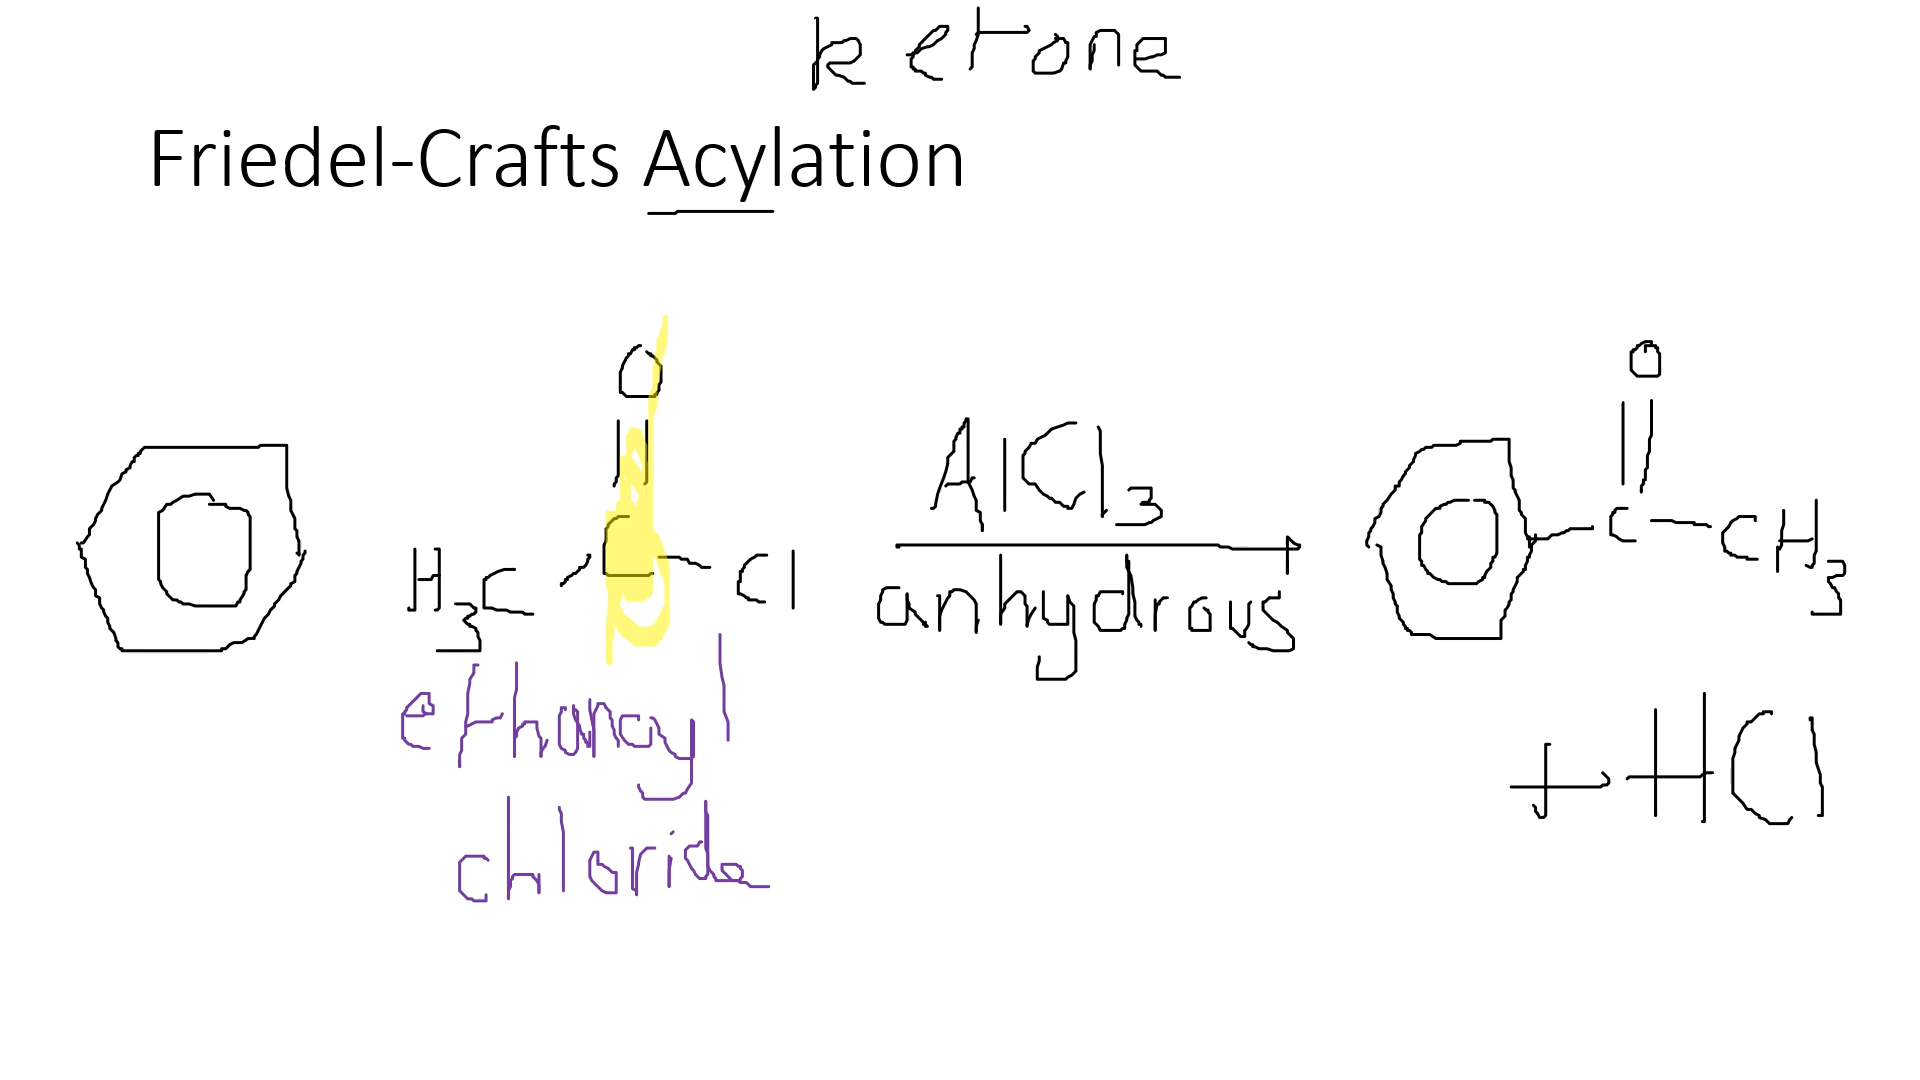 ketone
Friedel-Crafts Acylation
O
O
AlCl3
H3C C Cl
C CH3
anhydrous
ethanoyl
chloride
+ HCl